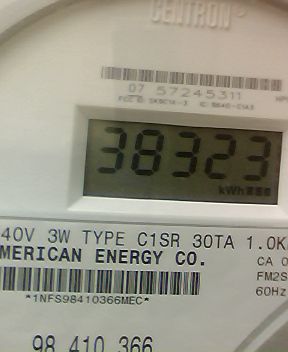 CENTRON®
07 57245311
38323
kWh
40V 3W TYPE C1SR 30TA 1.0K
MERICAN ENERGY CO.
CA 0
FM2S
60Hz
*1NFS98410366MEC*
98 410 366